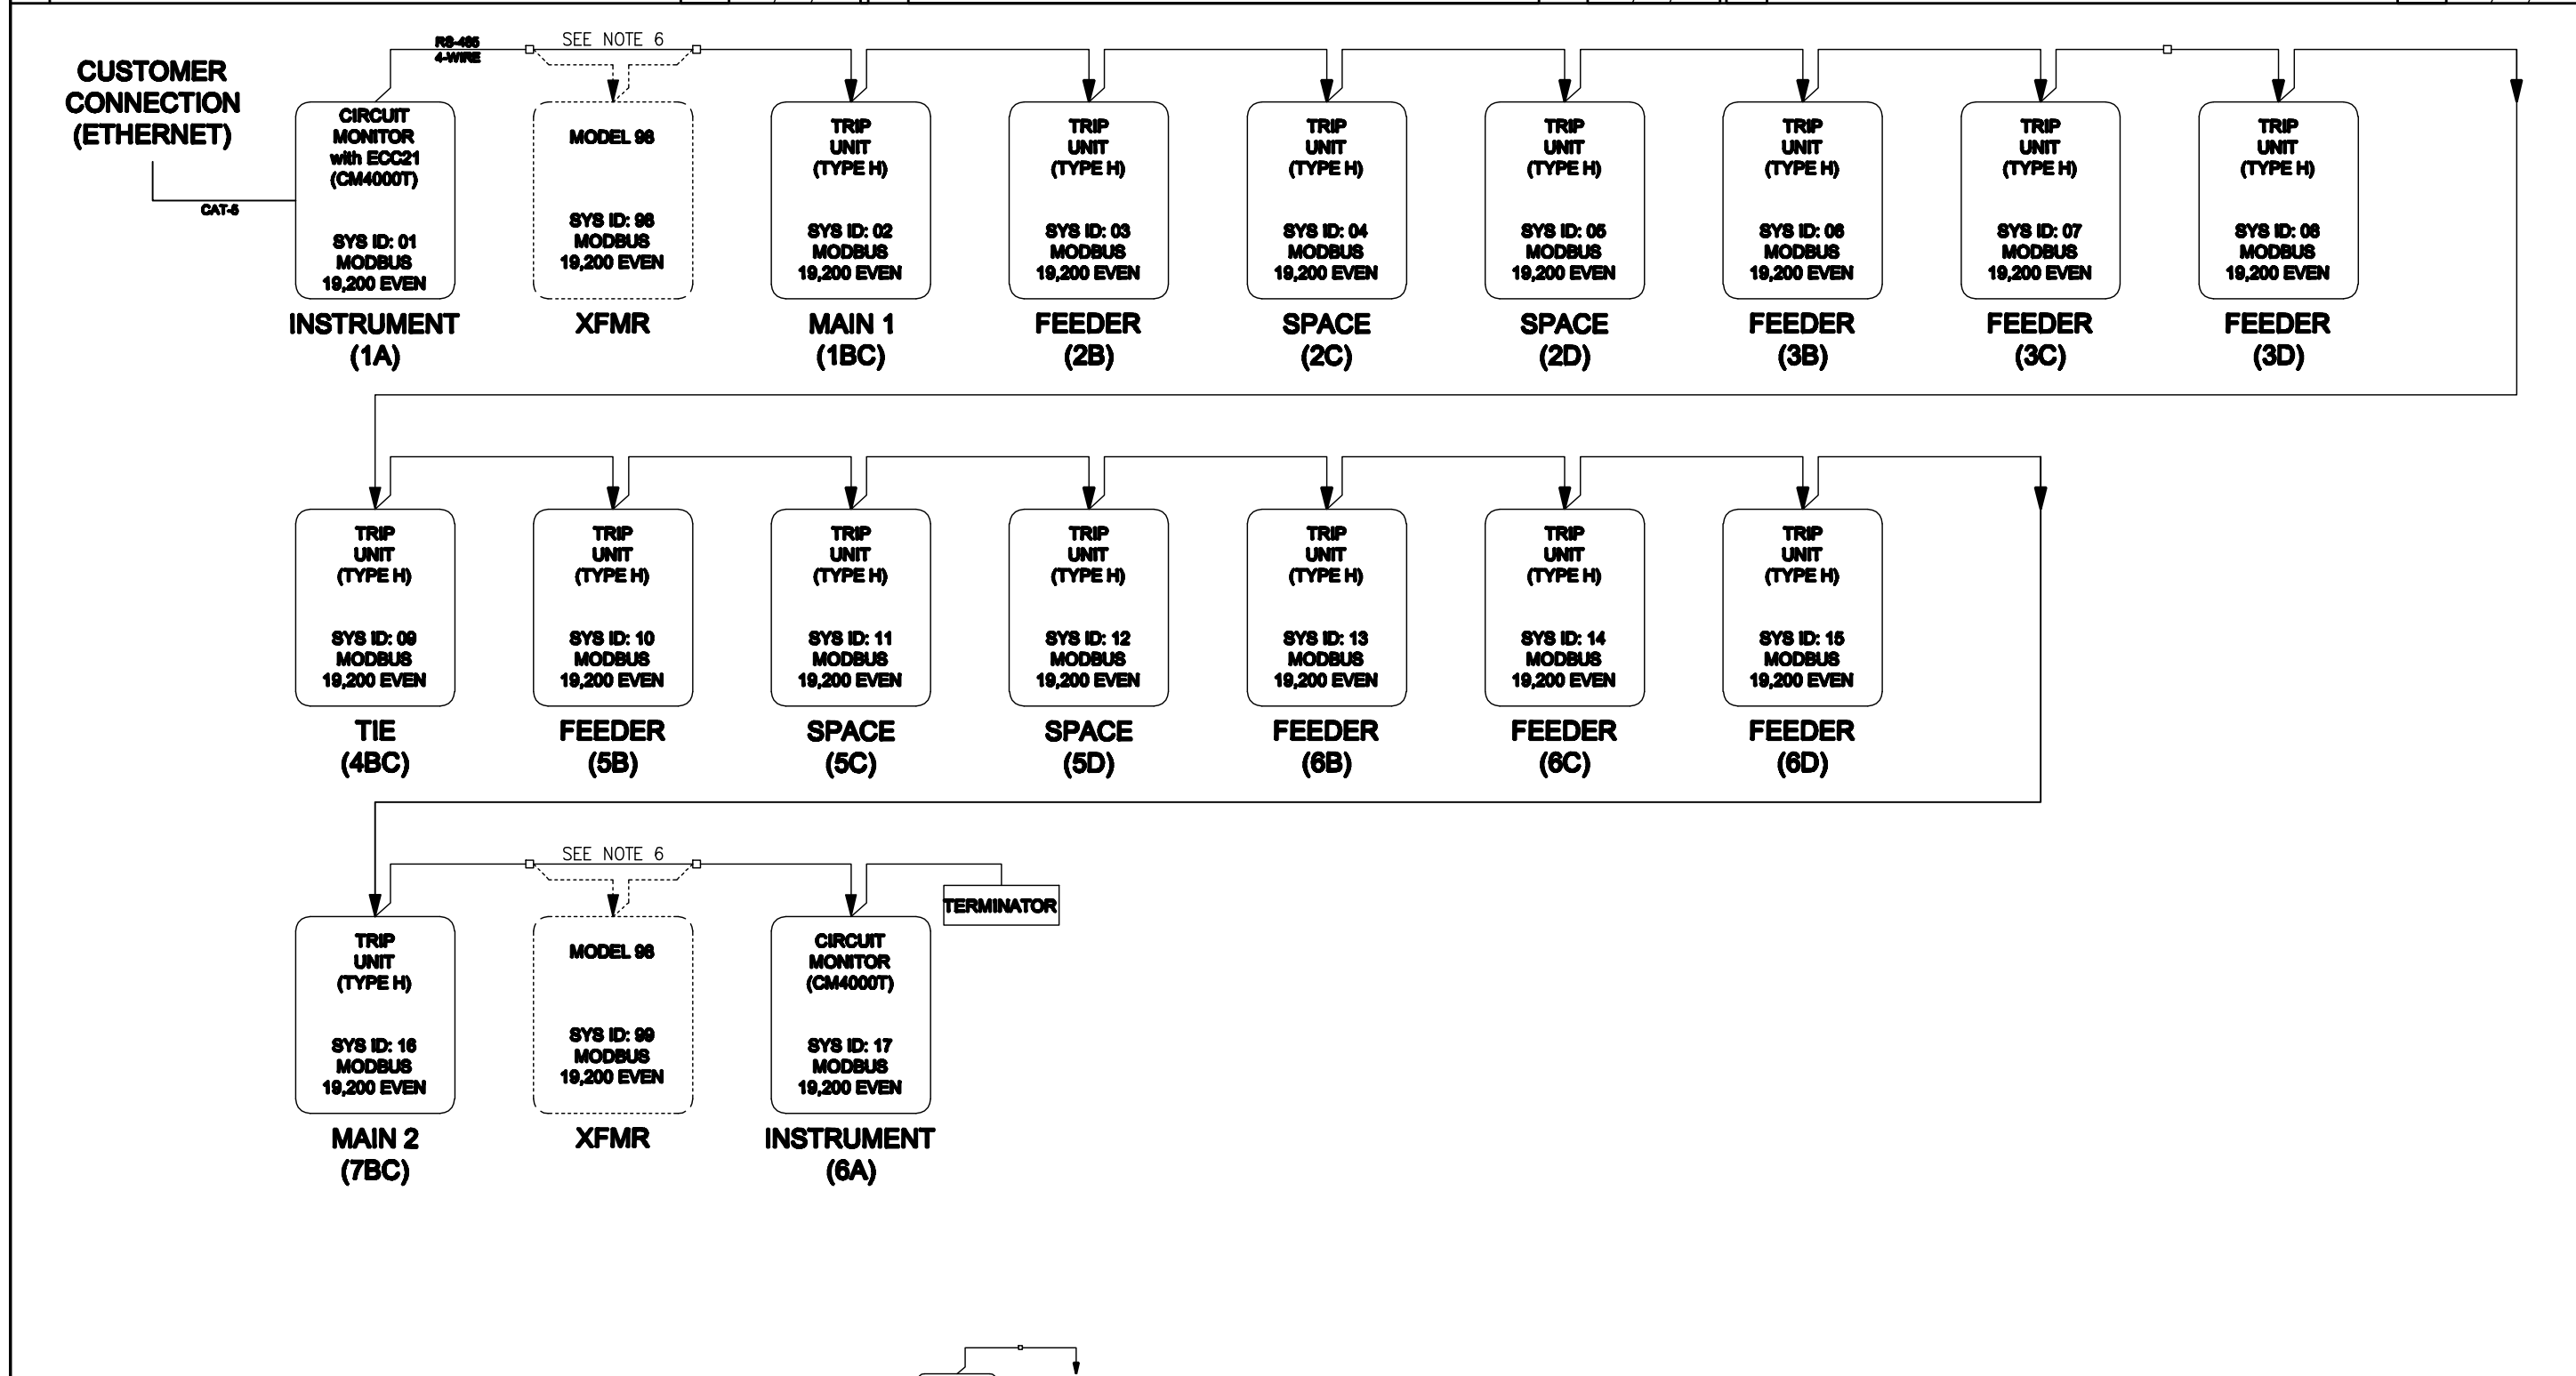 CUSTOMER
CONNECTION
(ETHERNET)
CAT-5
RS-485
4-WIRE
SEE NOTE 6
CIRCUIT
MONITOR
with ECC21
(CM4000T)
SYS ID: 01
MODBUS
19,200 EVEN
INSTRUMENT
(1A)
MODEL 98
SYS ID: 98
MODBUS
19,200 EVEN
XFMR
TRIP
UNIT
(TYPE H)
SYS ID: 02
MODBUS
19,200 EVEN
MAIN 1
(1BC)
TRIP
UNIT
(TYPE H)
SYS ID: 03
MODBUS
19,200 EVEN
FEEDER
(2B)
TRIP
UNIT
(TYPE H)
SYS ID: 04
MODBUS
19,200 EVEN
SPACE
(2C)
TRIP
UNIT
(TYPE H)
SYS ID: 05
MODBUS
19,200 EVEN
SPACE
(2D)
TRIP
UNIT
(TYPE H)
SYS ID: 06
MODBUS
19,200 EVEN
FEEDER
(3B)
TRIP
UNIT
(TYPE H)
SYS ID: 07
MODBUS
19,200 EVEN
FEEDER
(3C)
TRIP
UNIT
(TYPE H)
SYS ID: 08
MODBUS
19,200 EVEN
FEEDER
(3D)
TRIP
UNIT
(TYPE H)
SYS ID: 09
MODBUS
19,200 EVEN
TIE
(4BC)
TRIP
UNIT
(TYPE H)
SYS ID: 10
MODBUS
19,200 EVEN
FEEDER
(5B)
TRIP
UNIT
(TYPE H)
SYS ID: 11
MODBUS
19,200 EVEN
SPACE
(5C)
TRIP
UNIT
(TYPE H)
SYS ID: 12
MODBUS
19,200 EVEN
SPACE
(5D)
TRIP
UNIT
(TYPE H)
SYS ID: 13
MODBUS
19,200 EVEN
FEEDER
(6B)
TRIP
UNIT
(TYPE H)
SYS ID: 14
MODBUS
19,200 EVEN
FEEDER
(6C)
TRIP
UNIT
(TYPE H)
SYS ID: 15
MODBUS
19,200 EVEN
FEEDER
(6D)
SEE NOTE 6
TRIP
UNIT
(TYPE H)
SYS ID: 16
MODBUS
19,200 EVEN
MAIN 2
(7BC)
MODEL 98
SYS ID: 99
MODBUS
19,200 EVEN
XFMR
CIRCUIT
MONITOR
(CM4000T)
SYS ID: 17
MODBUS
19,200 EVEN
INSTRUMENT
(6A)
TERMINATOR